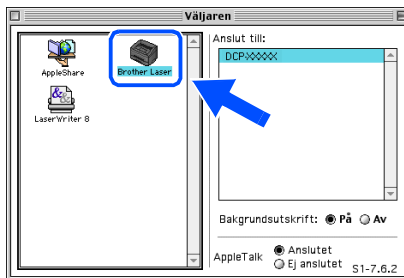 Väljaren
AppleShare
Brother Laser
LaserWriter 8
Anslut till:
DCP-XXXXX
Bakgrundsutskrift: På Av
AppleTalk
Anslutet
Ej anslutet
S1-7.6.2